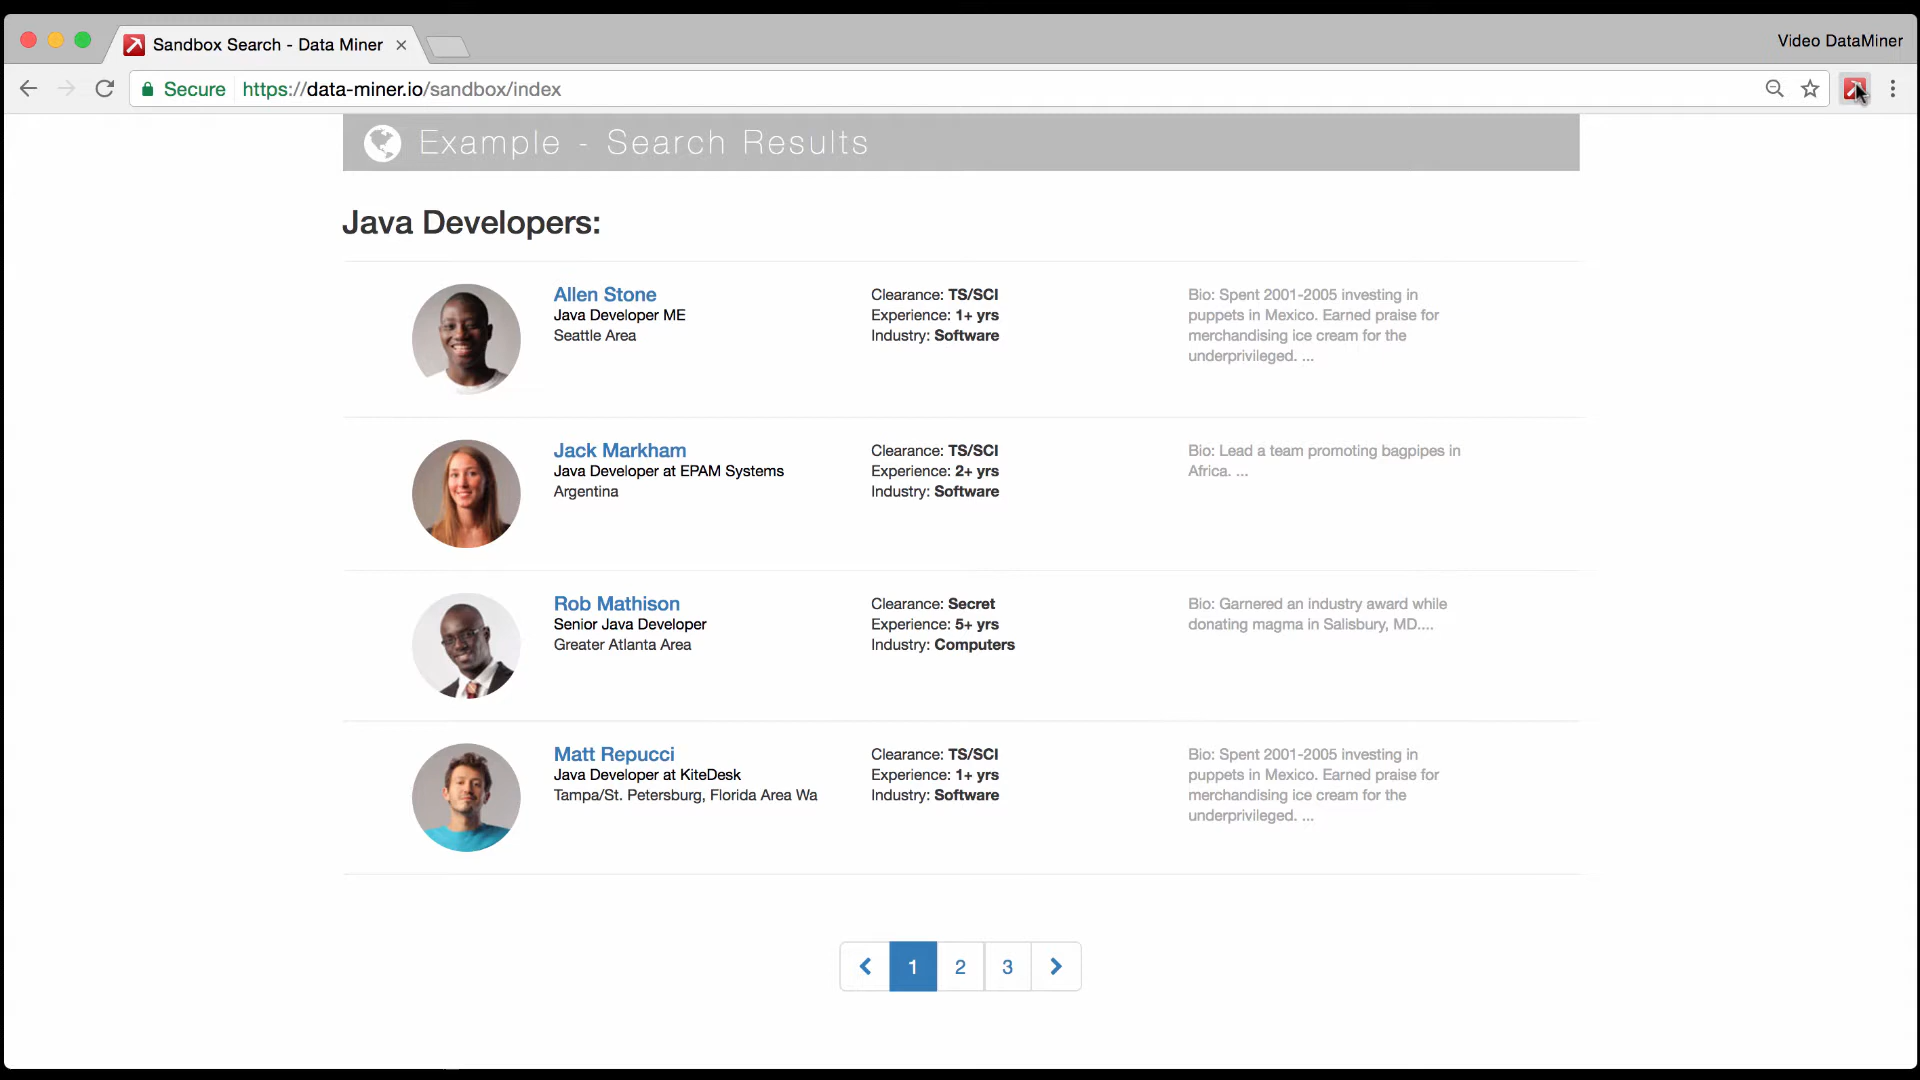 Sandbox Search - Data Miner
Video DataMiner
Secure
https://data-miner.io/sandbox/index
Example - Search Results
Java Developers:
Allen Stone
Java Developer ME
Seattle Area
Clearance: TS/SCI
Experience: 1+ yrs
Industry: Software
Bio: Spent 2001-2005 investing in
puppets in Mexico. Earned praise for
merchandising ice cream for the
underprivileged. ...
Jack Markham
Java Developer at EPAM Systems
Argentina
Clearance: TS/SCI
Experience: 2+ yrs
Industry: Software
Bio: Lead a team promoting bagpipes in
Africa. ...
Rob Mathison
Senior Java Developer
Greater Atlanta Area
Clearance: Secret
Experience: 5+ yrs
Industry: Computers
Bio: Garnered an industry award while
donating magma in Salisbury, MD....
Matt Repucci
Java Developer at KiteDesk
Tampa/St. Petersburg, Florida Area Wa
Clearance: TS/SCI
Experience: 1+ yrs
Industry: Software
Bio: Spent 2001-2005 investing in
puppets in Mexico. Earned praise for
merchandising ice cream for the
underprivileged. ...
1 2 3